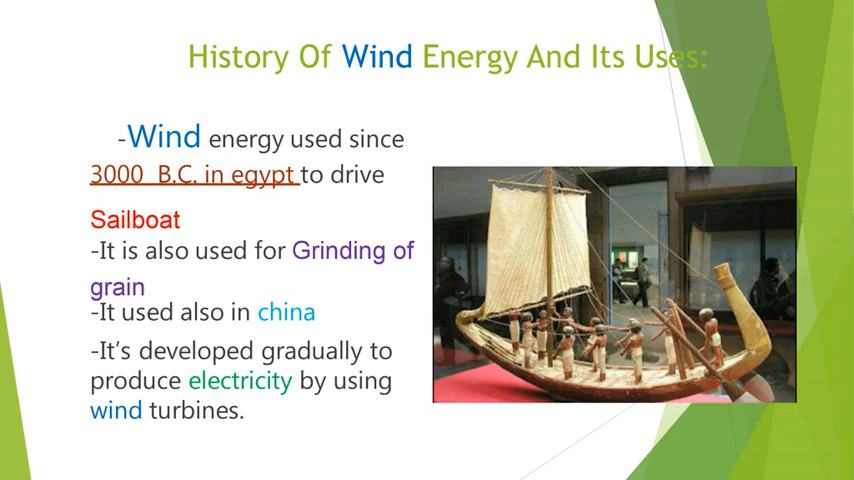 History Of Wind Energy And Its Uses:
-Wind energy used since
3000 B.C. in egypt to drive
Sailboat
-It is also used for Grinding of
grain
-It used also in china
-It’s developed gradually to
produce electricity by using
wind turbines.